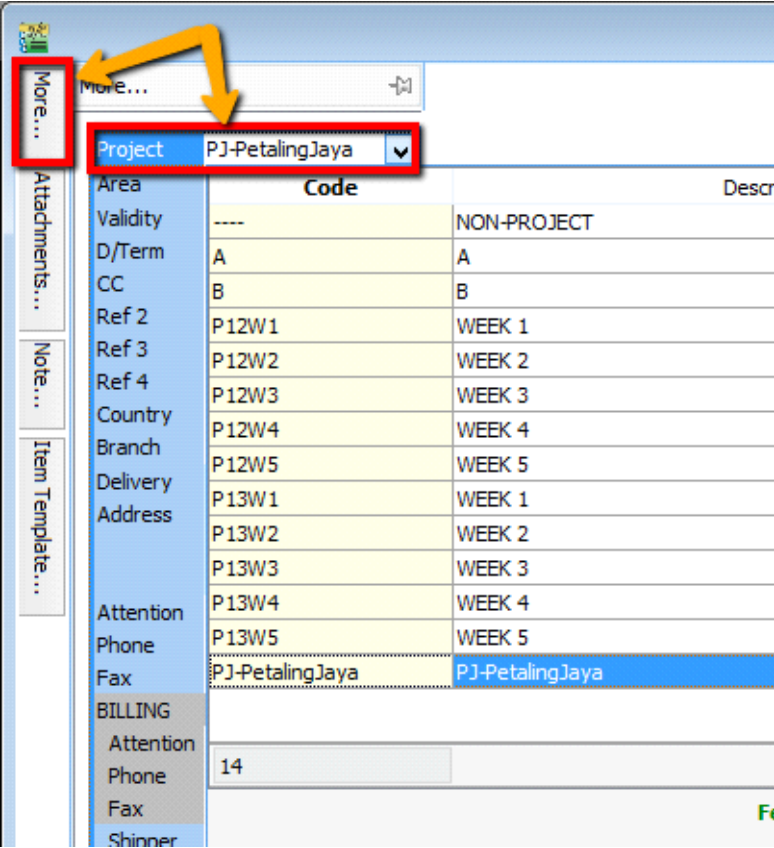 More...
Attachments...
Note...
Item Template...
More...
Project PJ-PetalingJaya
Area
Validity
D/Term
CC
Ref 2
Ref 3
Ref 4
Country
Branch
Delivery
Address
Attention
Phone
Fax
BILLING
Attention
Phone
Fax
Shipper
Code Descr
---- NON-PROJECT
A A
B B
P12W1 WEEK 1
P12W2 WEEK 2
P12W3 WEEK 3
P12W4 WEEK 4
P12W5 WEEK 5
P13W1 WEEK 1
P13W2 WEEK 2
P13W3 WEEK 3
P13W4 WEEK 4
P13W5 WEEK 5
PJ-PetalingJaya PJ-PetalingJaya
14